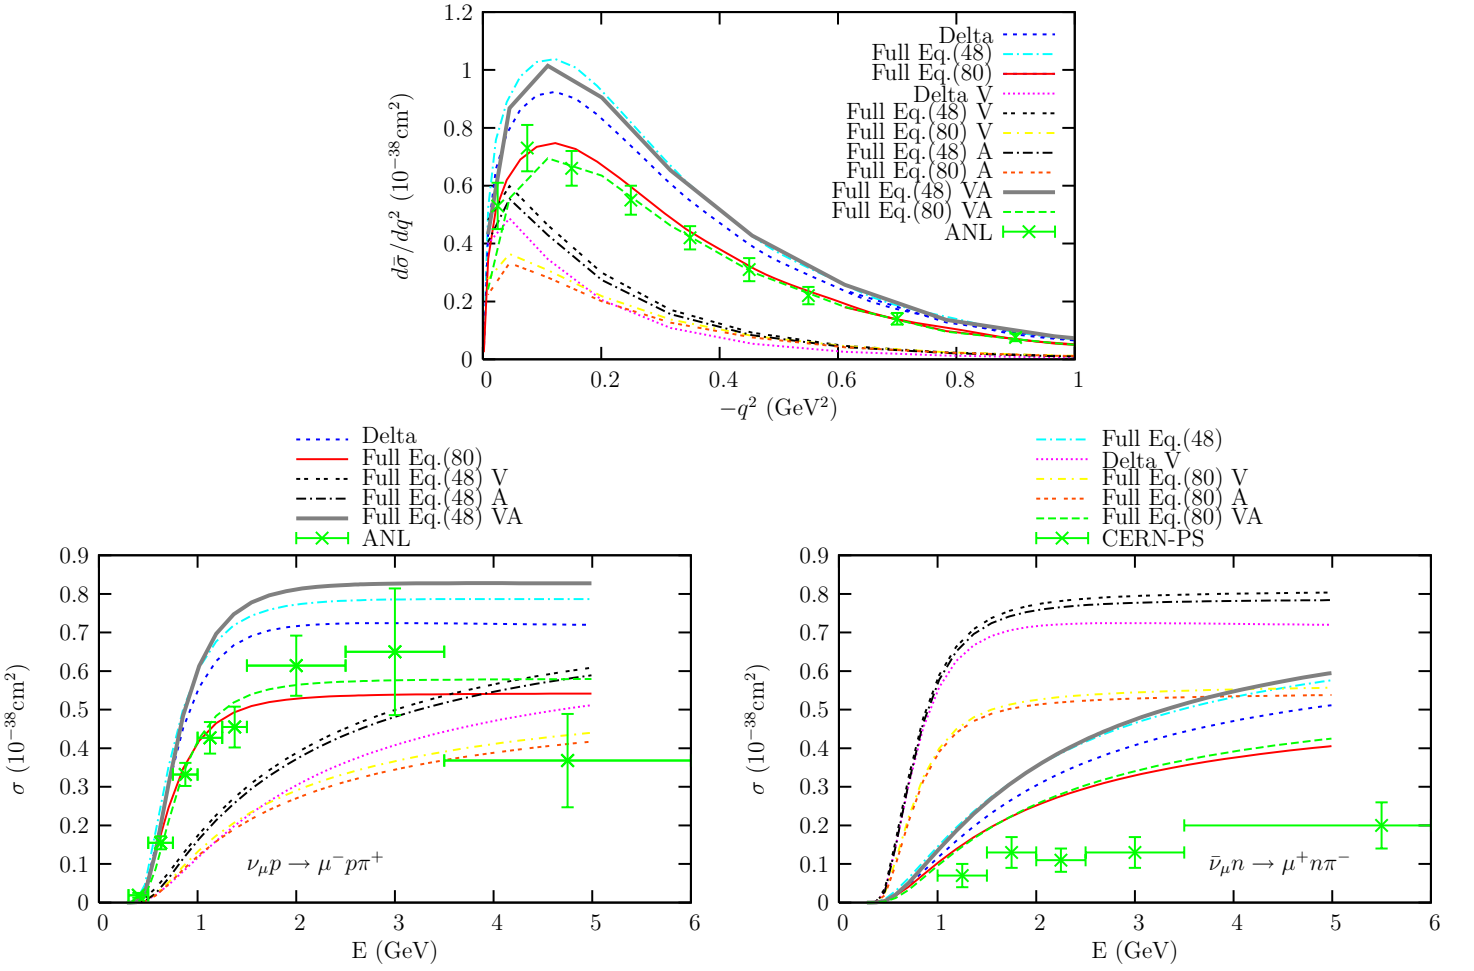 1.2
1
0.8
0.6
0.4
0.2
0
dσ̄/dq² (10⁻³⁸cm²)
Delta
Full Eq.(48)
Full Eq.(80)
Delta V
Full Eq.(48) V
Full Eq.(80) V
Full Eq.(48) A
Full Eq.(80) A
Full Eq.(48) VA
Full Eq.(80) VA
ANL
0 0.2 0.4 0.6 0.8 1
−q² (GeV²)
Delta
Full Eq.(80)
Full Eq.(48) V
Full Eq.(48) A
Full Eq.(48) VA
ANL
0.9
0.8
0.7
0.6
0.5
0.4
0.3
0.2
0.1
0
σ (10⁻³⁸cm²)
ν_μ p → μ⁻pπ⁺
0 1 2 3 4 5 6
E (GeV)
Full Eq.(48)
Delta V
Full Eq.(80) V
Full Eq.(80) A
Full Eq.(80) VA
CERN-PS
0.9
0.8
0.7
0.6
0.5
0.4
0.3
0.2
0.1
0
σ (10⁻³⁸cm²)
ν̄_μ n → μ⁺nπ⁻
0 1 2 3 4 5 6
E (GeV)